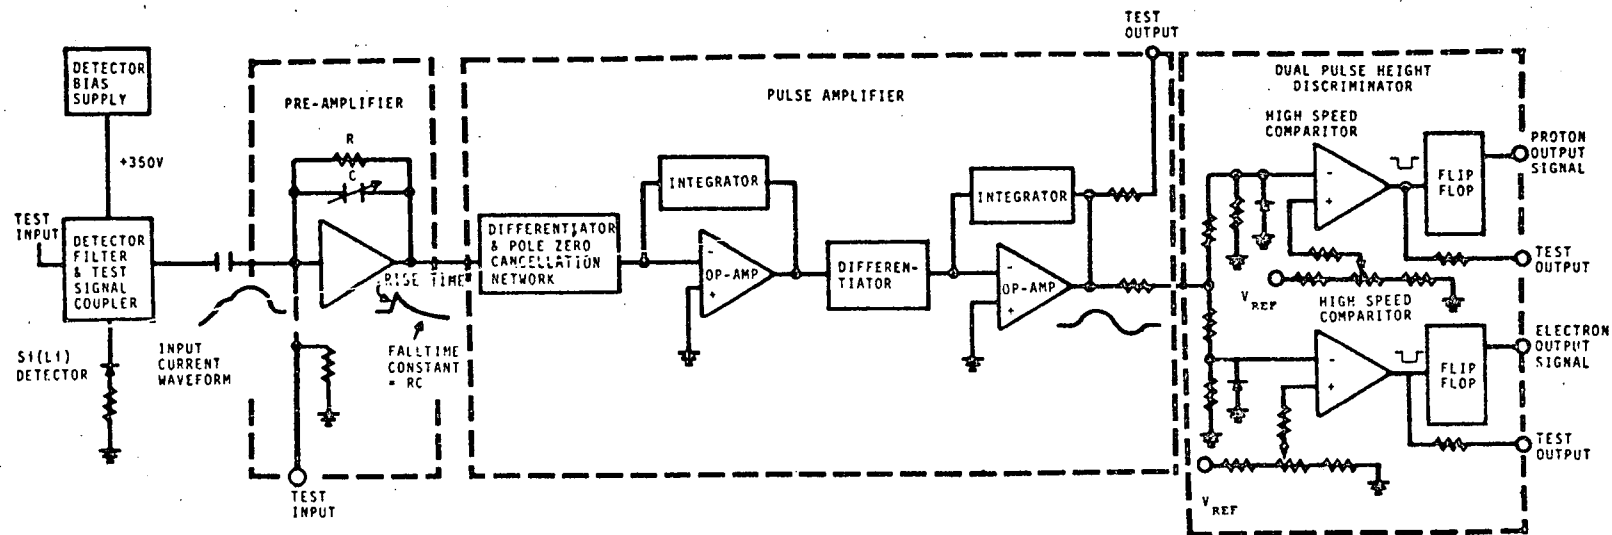 DETECTOR
BIAS
SUPPLY
+350V
TEST
INPUT
DETECTOR
FILTER
& TEST
SIGNAL
COUPLER
Si(Li)
DETECTOR
INPUT
CURRENT
WAVEFORM
PRE-AMPLIFIER
R
C
RISE TIME
FALLTIME
CONSTANT
= RC
TEST
INPUT
PULSE AMPLIFIER
DIFFERENTIATOR
& POLE ZERO
CANCELLATION
NETWORK
INTEGRATOR
-
OP-AMP
+
DIFFEREN-
TIATOR
INTEGRATOR
-
OP-AMP
+
TEST
OUTPUT
DUAL PULSE HEIGHT
DISCRIMINATOR
HIGH SPEED
COMPARITOR
-
+
FLIP
FLOP
PROTON
OUTPUT
SIGNAL
TEST
OUTPUT
VREF
HIGH SPEED
COMPARITOR
-
+
FLIP
FLOP
ELECTRON
OUTPUT
SIGNAL
TEST
OUTPUT
VREF